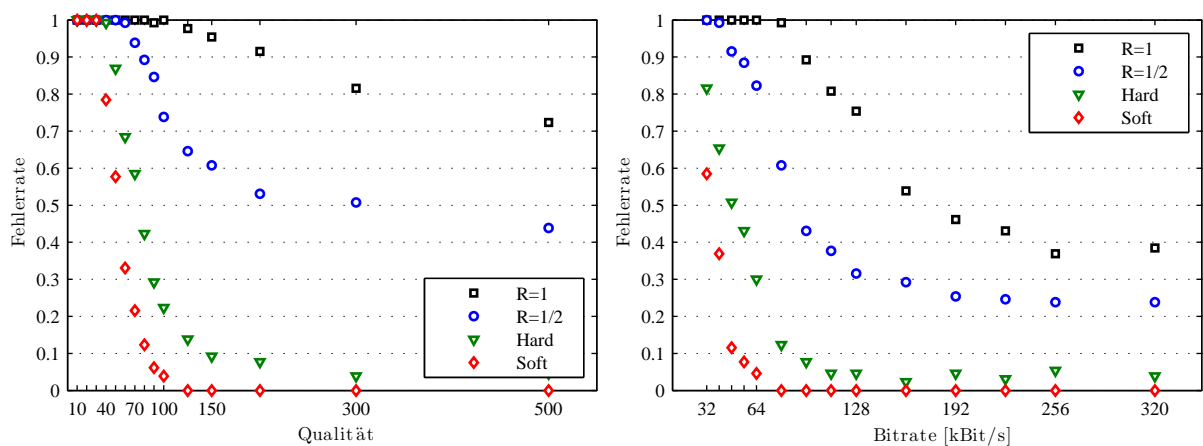 1
0.9
0.8
0.7
0.6
0.5
0.4
0.3
0.2
0.1
0
Fehlerrate
10 40 70 100 150 300 500
Qualität
R=1
R=1/2
Hard
Soft
1
0.9
0.8
0.7
0.6
0.5
0.4
0.3
0.2
0.1
0
Fehlerrate
32 64 128 192 256 320
Bitrate [kBit/s]
R=1
R=1/2
Hard
Soft